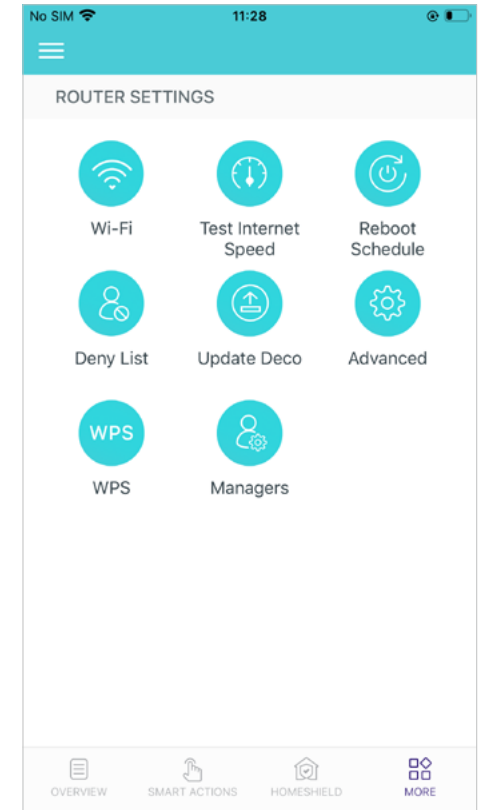 No SIM 11:28
ROUTER SETTINGS
Wi-Fi Test Internet Speed Reboot Schedule
Deny List Update Deco Advanced
WPS
WPS Managers
OVERVIEW SMART ACTIONS HOMESHIELD MORE